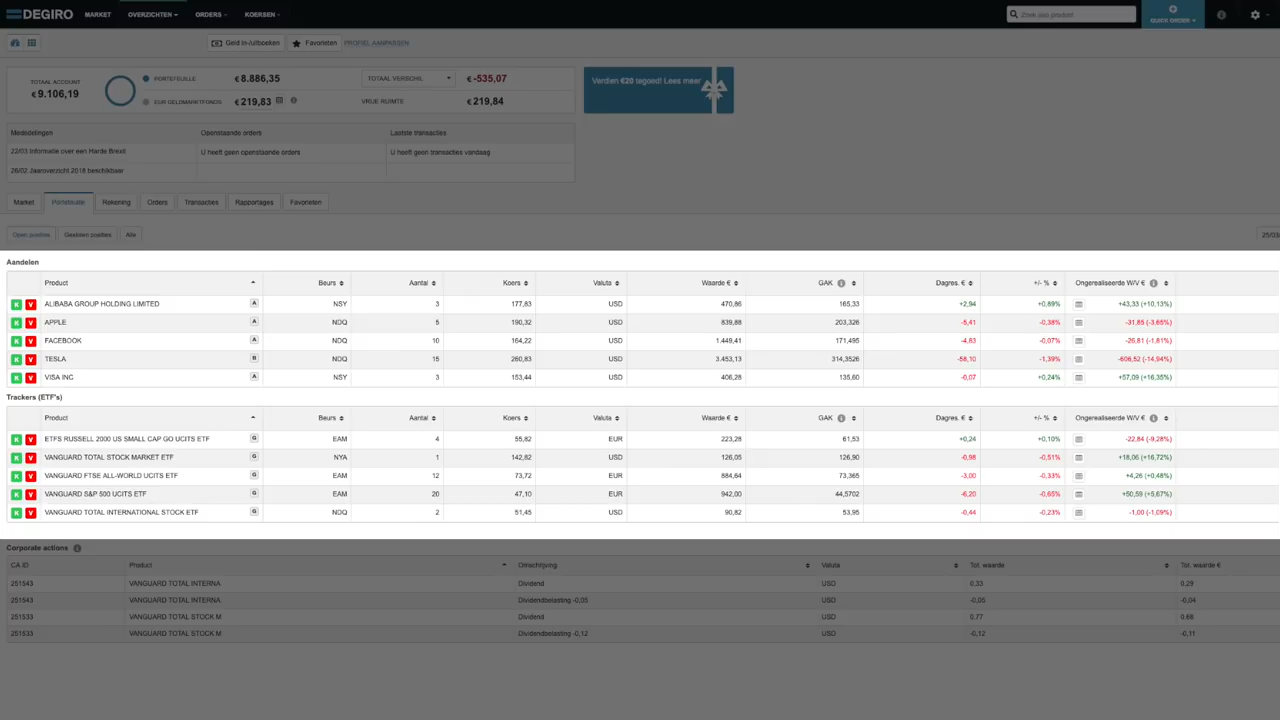 DEGIRO MARKET OVERZICHTEN ORDERS KOERSEN Zoek een product QUICK ORDER
Geld in-/uitboeken Favorieten PROFIEL AANPASSEN
TOTAAL ACCOUNT
€ 9.106,19
PORTEFEUILLE € 8.886,35 TOTAAL VERSCHIL € -535,07
EUR GELDMARKTFONDS € 219,83 VRIJE RUIMTE € 219,84
Verdien €20 tegoed! Lees meer
Mededelingen Openstaande orders Laatste transacties
22/03 Informatie over een Harde Brexit U heeft geen openstaande orders U heeft geen transacties vandaag
26/02 Jaaroverzicht 2018 beschikbaar
Market Portefeuille Rekening Orders Transacties Rapportages Favorieten
Open posities Gesloten posities Alle 25/03
Aandelen
Product Beurs Aantal Koers Valuta Waarde € GAK Dagres. € +/- % Ongerealiseerde W/V €
K V ALIBABA GROUP HOLDING LIMITED A NSY 3 177,83 USD 470,86 165,33 +2,94 +0,89% +43,33 (+10,13%)
K V APPLE A NDQ 5 190,32 USD 839,88 203,326 -5,41 -0,38% -31,85 (-3,65%)
K V FACEBOOK A NDQ 10 164,22 USD 1.449,41 171,495 -4,83 -0,07% -26,81 (-1,81%)
K V TESLA B NDQ 15 260,83 USD 3.453,13 314,3526 -58,10 -1,39% -606,52 (-14,94%)
K V VISA INC A NSY 3 153,44 USD 406,28 135,60 -0,07 +0,24% +57,09 (+16,35%)
Trackers (ETF's)
Product Beurs Aantal Koers Valuta Waarde € GAK Dagres. € +/- % Ongerealiseerde W/V €
K V ETFS RUSSELL 2000 US SMALL CAP GO UCITS ETF G EAM 4 55,82 EUR 223,28 61,53 +0,24 +0,10% -22,84 (-9,28%)
K V VANGUARD TOTAL STOCK MARKET ETF G NYA 1 142,82 USD 126,05 126,90 -0,98 -0,51% +18,06 (+16,72%)
K V VANGUARD FTSE ALL-WORLD UCITS ETF G EAM 12 73,72 EUR 884,64 73,365 -3,00 -0,33% +4,26 (+0,48%)
K V VANGUARD S&P 500 UCITS ETF G EAM 20 47,10 EUR 942,00 44,5702 -6,20 -0,65% +50,59 (+5,67%)
K V VANGUARD TOTAL INTERNATIONAL STOCK ETF G NDQ 2 51,45 USD 90,82 53,95 -0,44 -0,23% -1,00 (-1,09%)
Corporate actions
CA ID Product Omschrijving Valuta Tot. waarde Tot. waarde €
251543 VANGUARD TOTAL INTERNA Dividend USD 0,33 0,29
251543 VANGUARD TOTAL INTERNA Dividendbelasting -0,05 USD -0,05 -0,04
251533 VANGUARD TOTAL STOCK M Dividend USD 0,77 0,68
251533 VANGUARD TOTAL STOCK M Dividendbelasting -0,12 USD -0,12 -0,11